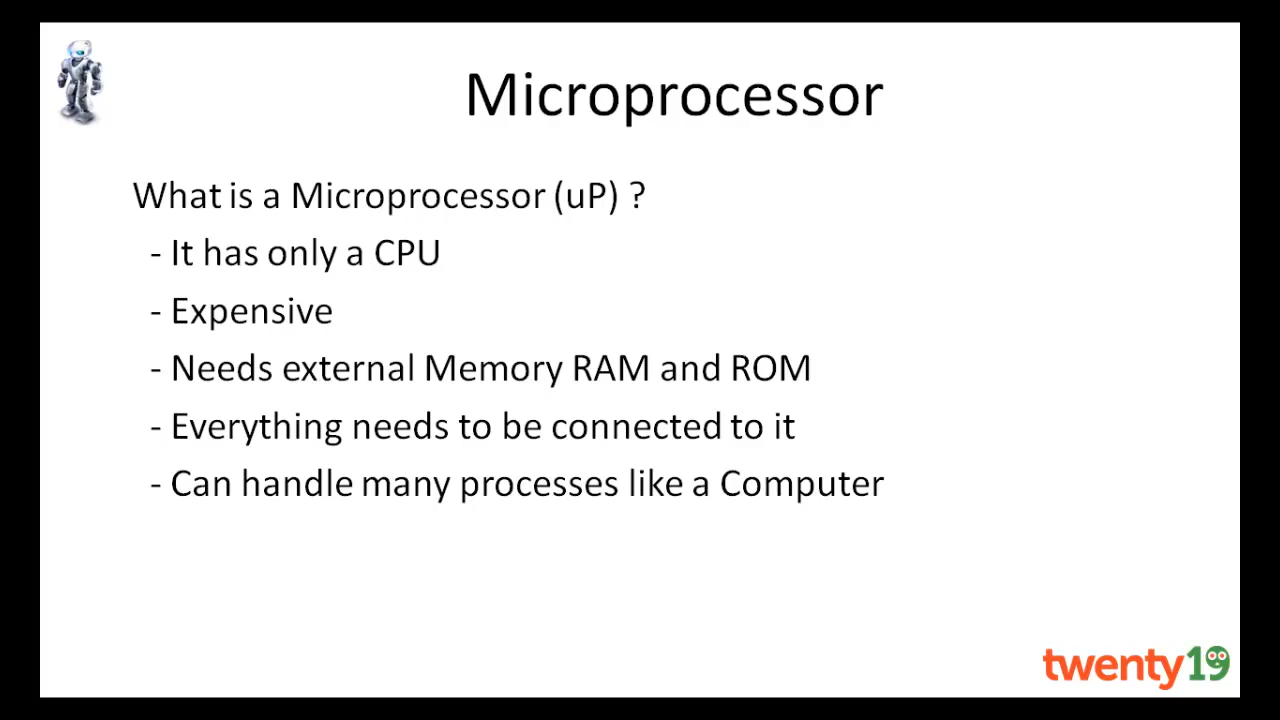 Microprocessor
What is a Microprocessor (uP) ?
- It has only a CPU
- Expensive
- Needs external Memory RAM and ROM
- Everything needs to be connected to it
- Can handle many processes like a Computer
twenty19